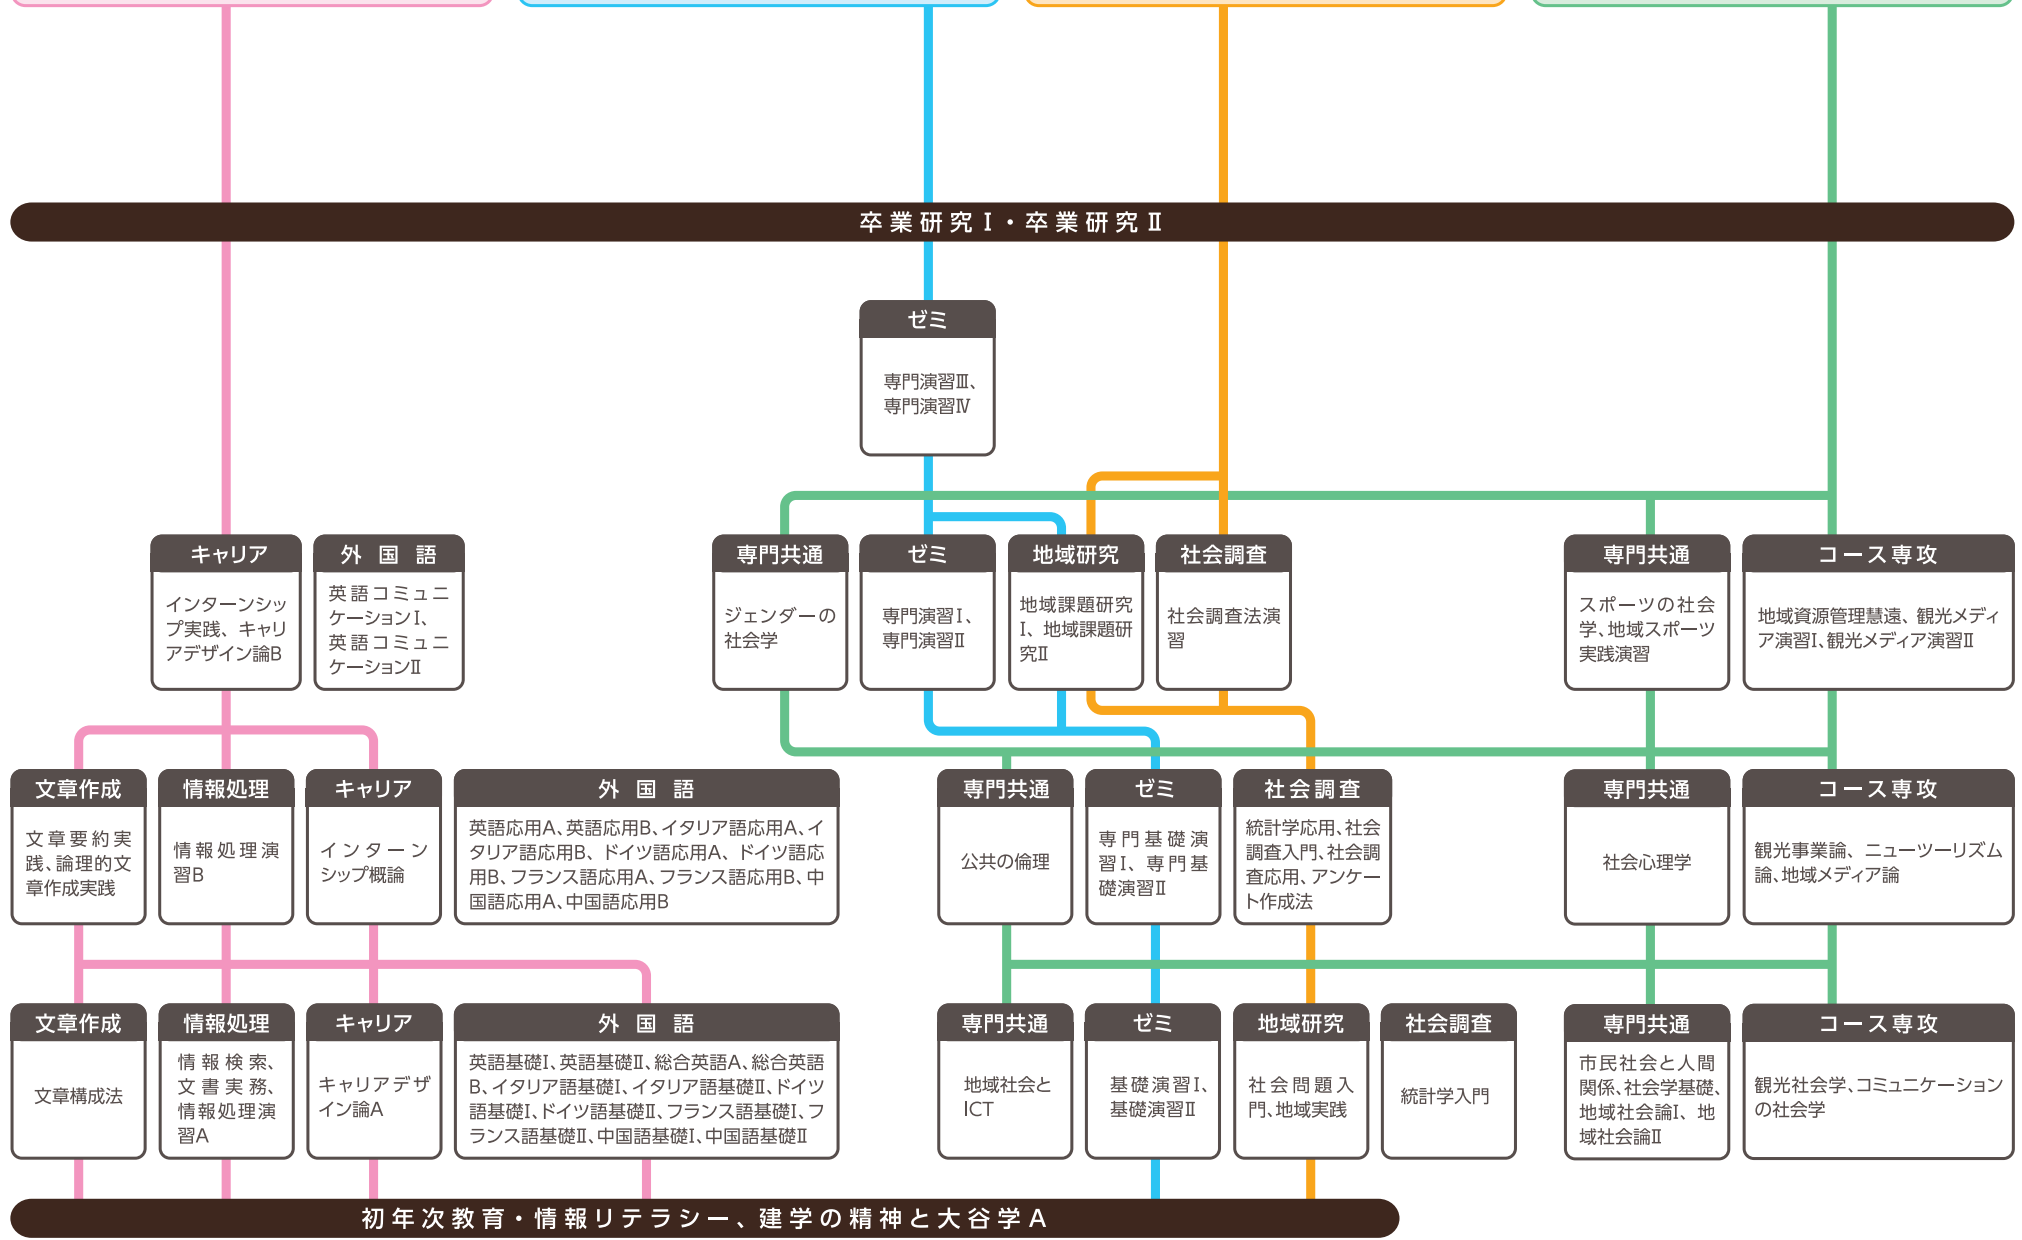 卒業研究Ⅰ・卒業研究Ⅱ
ゼミ
専門演習Ⅲ、
専門演習Ⅳ
キャリア
インターンシッ
プ実践、キャリ
アデザイン論B
外国語
英語コミュニ
ケーションⅠ、
英語コミュニ
ケーションⅡ
専門共通
ジェンダーの
社会学
ゼミ
専門演習Ⅰ、
専門演習Ⅱ
地域研究
地域課題研究
Ⅰ、地域課題研
究Ⅱ
社会調査
社会調査法演
習
専門共通
スポーツの社会
学、地域スポーツ
実践演習
コース専攻
地域資源管理慧遠、観光メディ
ア演習Ⅰ、観光メディア演習Ⅱ
文章作成
文章要約実
践、論理的文
章作成実践
情報処理
情報処理演
習B
キャリア
インターン
シップ概論
外国語
英語応用A、英語応用B、イタリア語応用A、イ
タリア語応用B、ドイツ語応用A、ドイツ語応
用B、フランス語応用A、フランス語応用B、中
国語応用A、中国語応用B
専門共通
公共の倫理
ゼミ
専門基礎演
習Ⅰ、専門基
礎演習Ⅱ
社会調査
統計学応用、社会
調査入門、社会調
査応用、アンケー
ト作成法
専門共通
社会心理学
コース専攻
観光事業論、ニューツーリズム
論、地域メディア論
文章作成
文章構成法
情報処理
情報検索、
文書実務、
情報処理演
習A
キャリア
キャリアデザ
イン論A
外国語
英語基礎Ⅰ、英語基礎Ⅱ、総合英語A、総合英語
B、イタリア語基礎Ⅰ、イタリア語基礎Ⅱ、ドイツ
語基礎Ⅰ、ドイツ語基礎Ⅱ、フランス語基礎Ⅰ、フ
ランス語基礎Ⅱ、中国語基礎Ⅰ、中国語基礎Ⅱ
専門共通
地域社会と
ICT
ゼミ
基礎演習Ⅰ、
基礎演習Ⅱ
地域研究
社会問題入
門、地域実践
社会調査
統計学入門
専門共通
市民社会と人間
関係、社会学基礎、
地域社会論Ⅰ、地
域社会論Ⅱ
コース専攻
観光社会学、コミュニケーション
の社会学
初年次教育・情報リテラシー、建学の精神と大谷学A